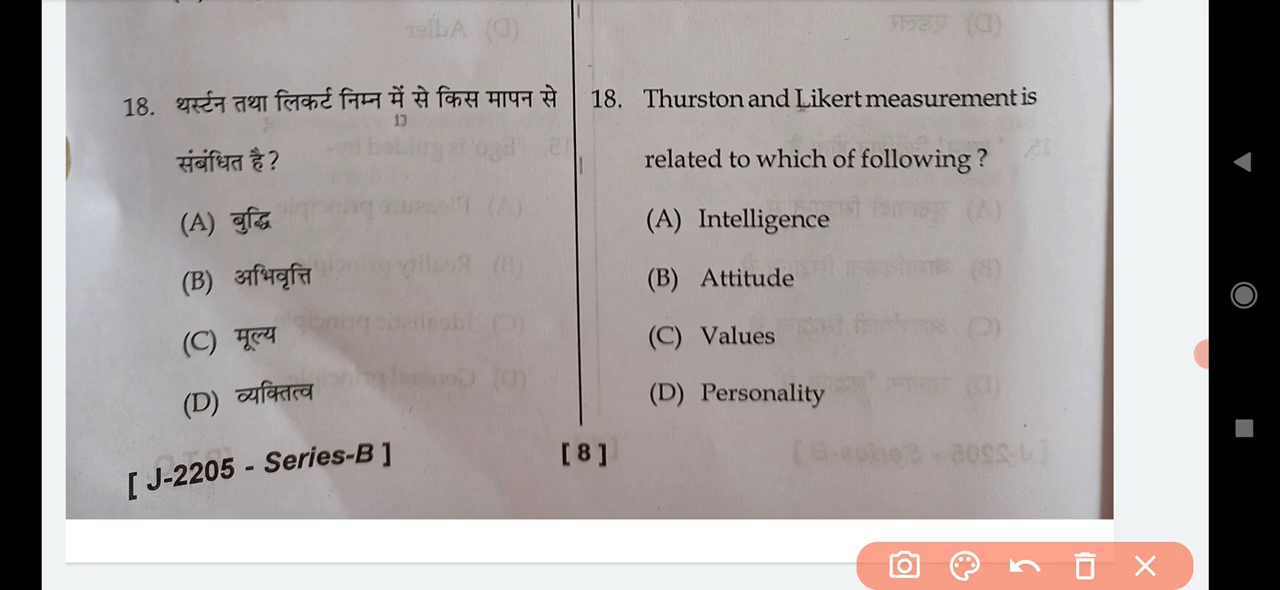 18. थर्स्टन तथा लिकर्ट निम्न में से किस मापन से
संबंधित है ?
(A) बुद्धि
(B) अभिवृत्ति
(C) मूल्य
(D) व्यक्तित्व
18. Thurston and Likert measurement is
related to which of following ?
(A) Intelligence
(B) Attitude
(C) Values
(D) Personality
[ J-2205 - Series-B ]
[ 8 ]